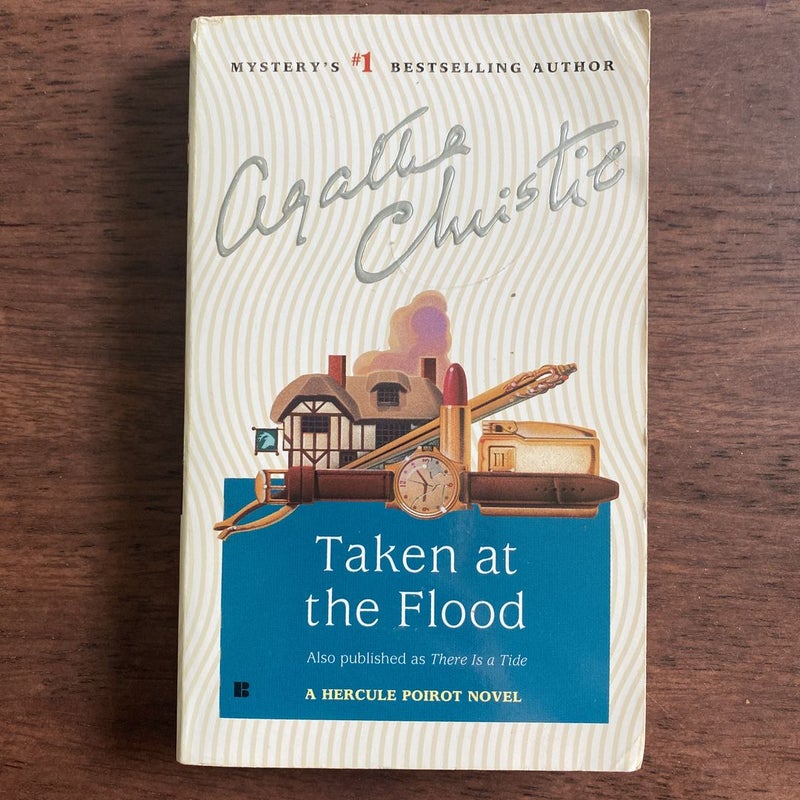 MYSTERY'S #1 BESTSELLING AUTHOR
Agatha
Christie
Taken at
the Flood
Also published as There Is a Tide
A HERCULE POIROT NOVEL